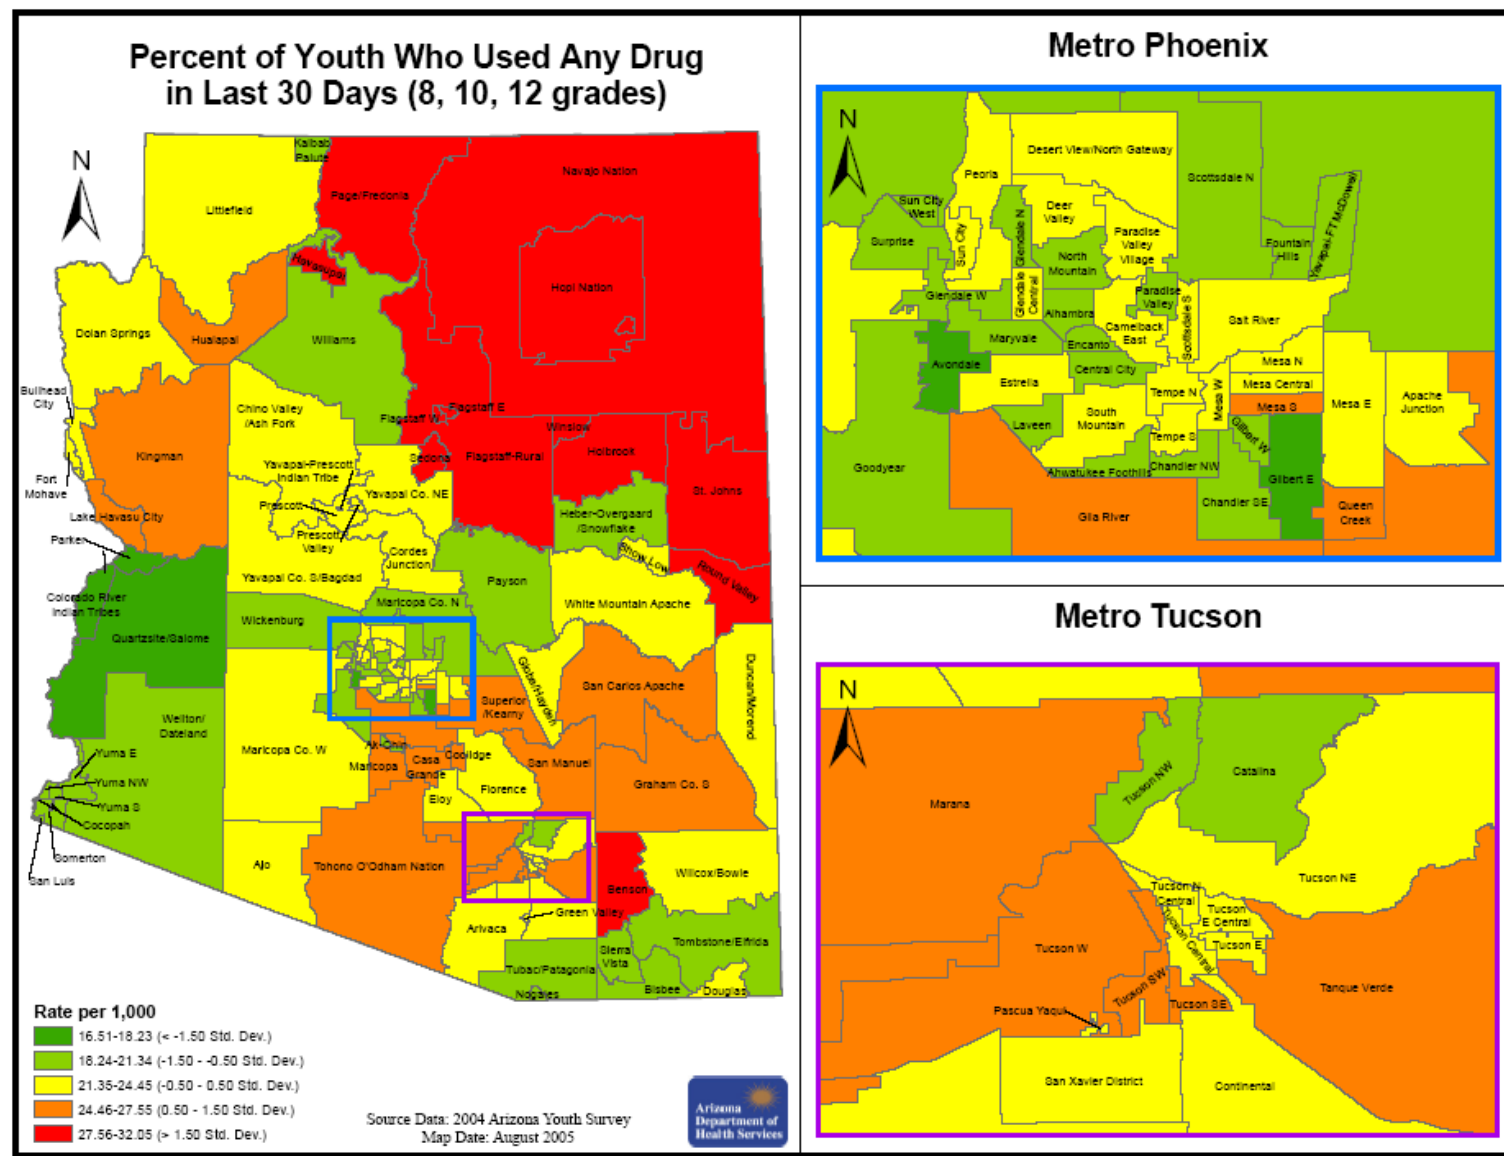 Percent of Youth Who Used Any Drug
in Last 30 Days (8, 10, 12 grades)
N
Kaibab
Paiute
Page/Fredonia
Navajo Nation
Littlefield
Havasupai
Hopi Nation
Dolan Springs
Hualapai
Williams
Bullhead
City
Chino Valley
/Ash Fork
Flagstaff W
Flagstaff E
Winslow
Kingman
Sedona
Flagstaff-Rural
Holbrook
Yavapai-Prescott
Indian Tribe
St. Johns
Fort
Mohave
Yavapai Co. NE
Prescott
Lake Havasu City
Heber-Overgaard
/Snowflake
Parker
Prescott
Valley
Cordes
Junction
Show Low
Yavapai Co. S/Bagdad
Payson
Round Valley
Colorado River
Indian Tribes
Maricopa Co. N
White Mountain Apache
Wickenburg
Quartzsite/Salome
Globe/Hayden
San Carlos Apache
Duncan/Morenci
Superior
/Kearny
Wellton/
Dateland
Maricopa Co. W
Ak-Chin
Maricopa
Casa
Grande
Coolidge
San Manuel
Yuma E
Yuma NW
Yuma S
Cocopah
Somerton
San Luis
Eloy
Florence
Graham Co. S
Ajo
Tohono O'Odham Nation
Benson
Willcox/Bowie
Green Valley
Arivaca
Sierra
Vista
Tombstone/Elfrida
Tubac/Patagonia
Nogales
Bisbee
Douglas
Rate per 1,000
16.51-18.23 (< -1.50 Std. Dev.)
18.24-21.34 (-1.50 - -0.50 Std. Dev.)
21.35-24.45 (-0.50 - 0.50 Std. Dev.)
24.46-27.55 (0.50 - 1.50 Std. Dev.)
27.56-32.05 (> 1.50 Std. Dev.)
Source Data: 2004 Arizona Youth Survey
Map Date: August 2005
Arizona
Department of
Health Services
Metro Phoenix
N
Desert View/North Gateway
Peoria
Scottsdale N
Sun City
West
Deer
Valley
Glendale N
Yavapai-FT McDowell
Surprise
Sun City
Paradise
Valley
Village
Fountain
Hills
North
Mountain
Glendale W
Glendale
Central
Paradise
Valley
Alhambra
Scottsdale S
Salt River
Maryvale
Encanto
Camelback
East
Avondale
Central City
Mesa N
Estrella
Tempe N
Mesa W
Mesa Central
Mesa S
Mesa E
Apache
Junction
South
Mountain
Laveen
Tempe S
Gilbert W
Goodyear
Ahwatukee Foothills
Chandler NW
Gilbert E
Chandler SE
Gila River
Queen
Creek
Metro Tucson
N
Tucson NW
Catalina
Marana
Tucson NE
Tucson N
Central
Tucson
E Central
Tucson Central
Tucson E
Tucson W
Tucson SW
Tucson SE
Tanque Verde
Pascua Yaqui
San Xavier District
Continental